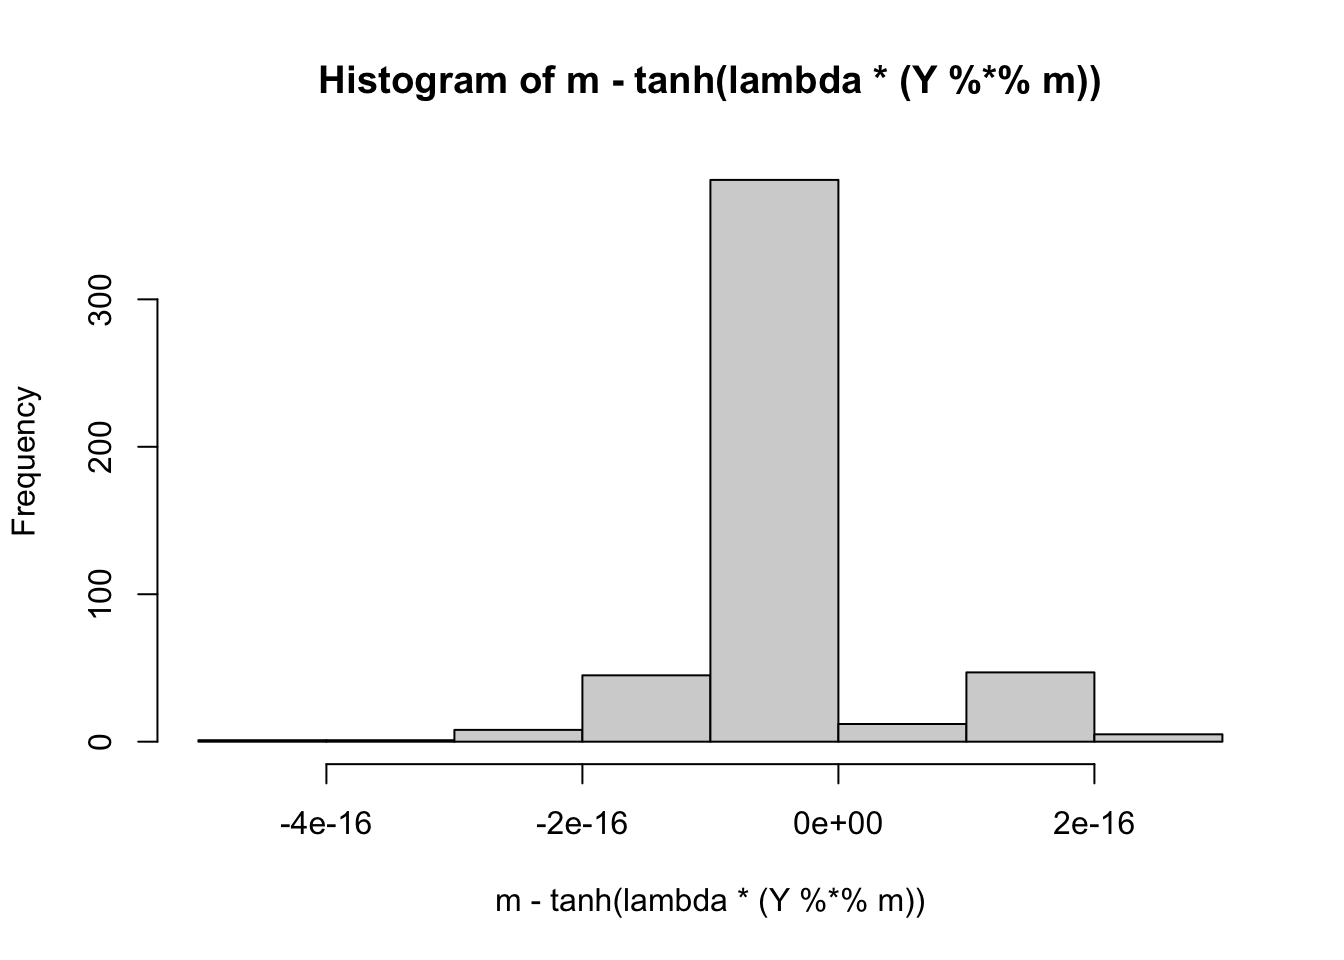 Histogram of m - tanh(lambda * (Y %*% m))
Frequency
300
200
100
0
-4e-16 -2e-16 0e+00 2e-16
m - tanh(lambda * (Y %*% m))